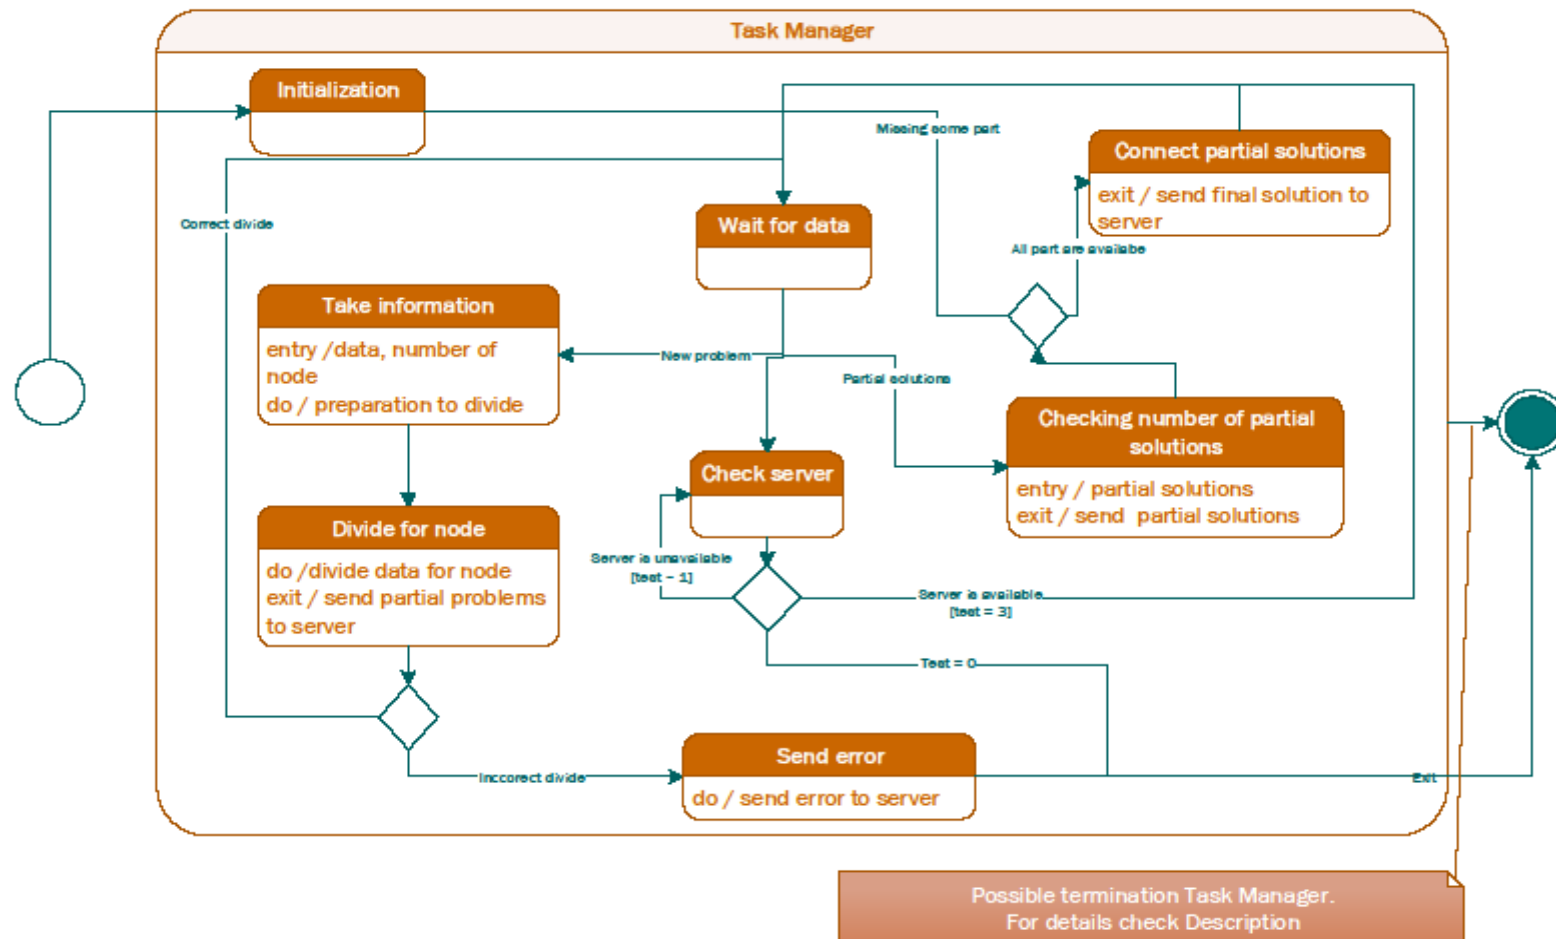 Task Manager
Initialization
Missing some part
Connect partial solutions
exit / send final solution to
server
Wait for data
Correct divide
All part are availabe
Take information
entry /data, number of
node
do / preparation to divide
New problem
Partial solutions
Checking number of partial
solutions
entry / partial solutions
exit / send  partial solutions
Check server
Divide for node
do /divide data for node
exit / send partial problems
to server
Server is unavailable
[test - 1]
Server is available
[test = 3]
Test = 0
Send error
do / send error to server
Inccorect divide
Exit
Possible termination Task Manager.
For details check Description